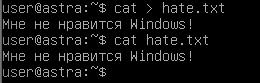 user@astra:~$ cat > hate.txt
Мне не нравится Windows!
user@astra:~$ cat hate.txt
Мне не нравится Windows!
user@astra:~$